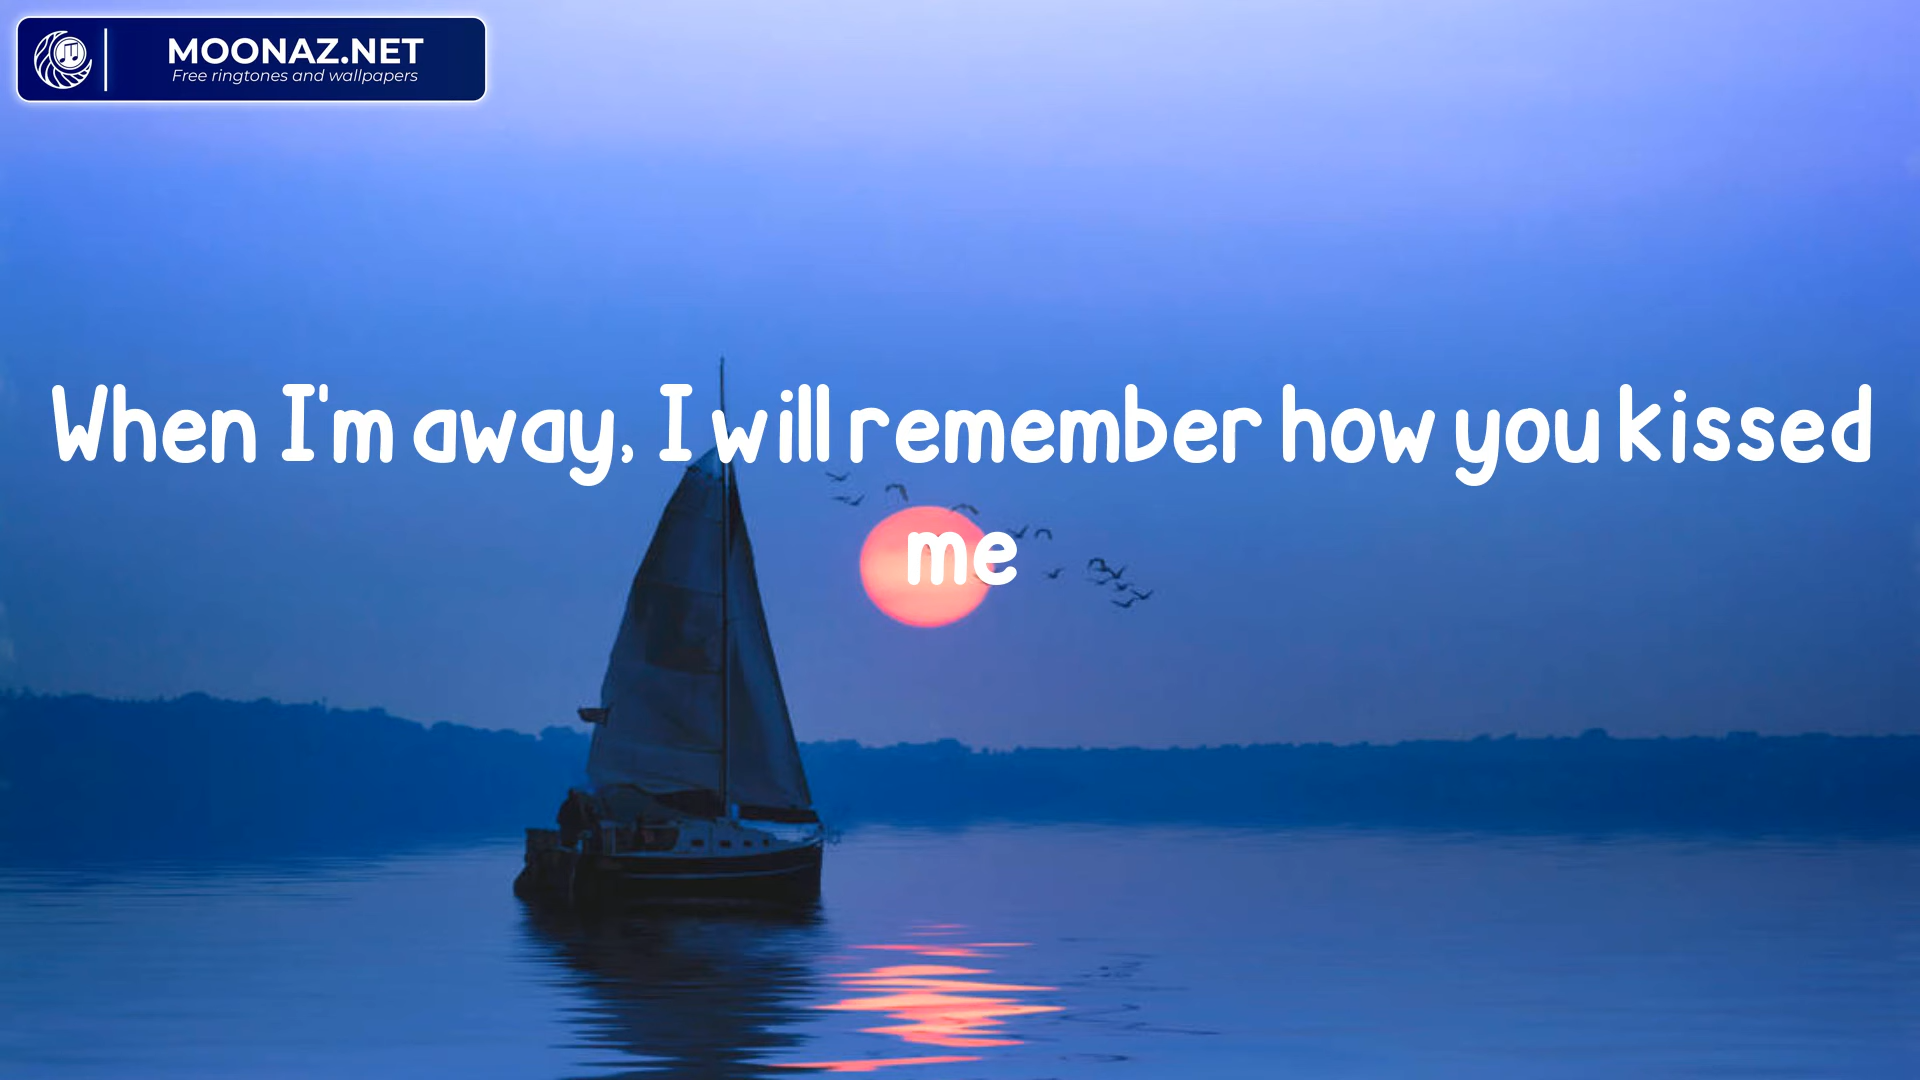 MOONAZ.NET
Free ringtones and wallpapers
When I'm away, I will remember how you kissed
me